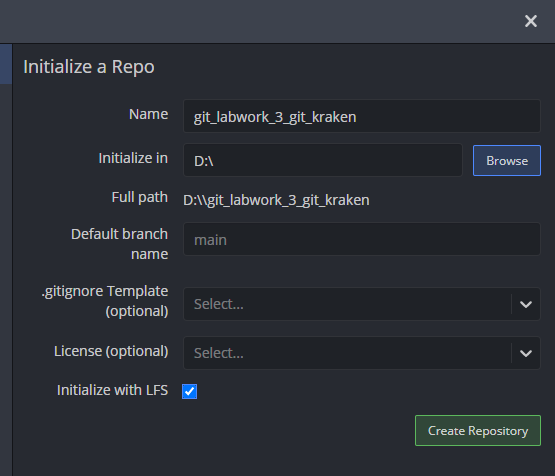 Initialize a Repo
Name
git_labwork_3_git_kraken
Initialize in
D:\
Browse
Full path
D:\\git_labwork_3_git_kraken
Default branch
name
main
.gitignore Template
(optional)
Select...
License (optional)
Select...
Initialize with LFS
Create Repository